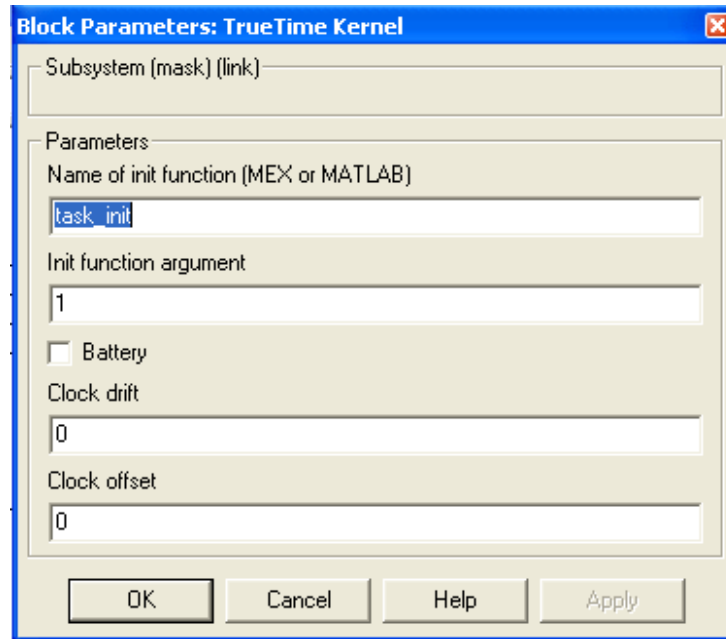 Block Parameters: TrueTime Kernel
Subsystem (mask) (link)
Parameters
Name of init function (MEX or MATLAB)
task_init
Init function argument
1
Battery
Clock drift
0
Clock offset
0
OK Cancel Help Apply